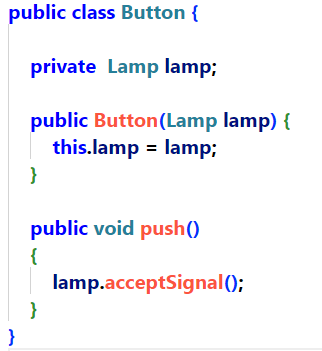 public class Button {
private  Lamp lamp;
public Button(Lamp lamp) {
this.lamp = lamp;
}
public void push()
{
lamp.acceptSignal();
}
}